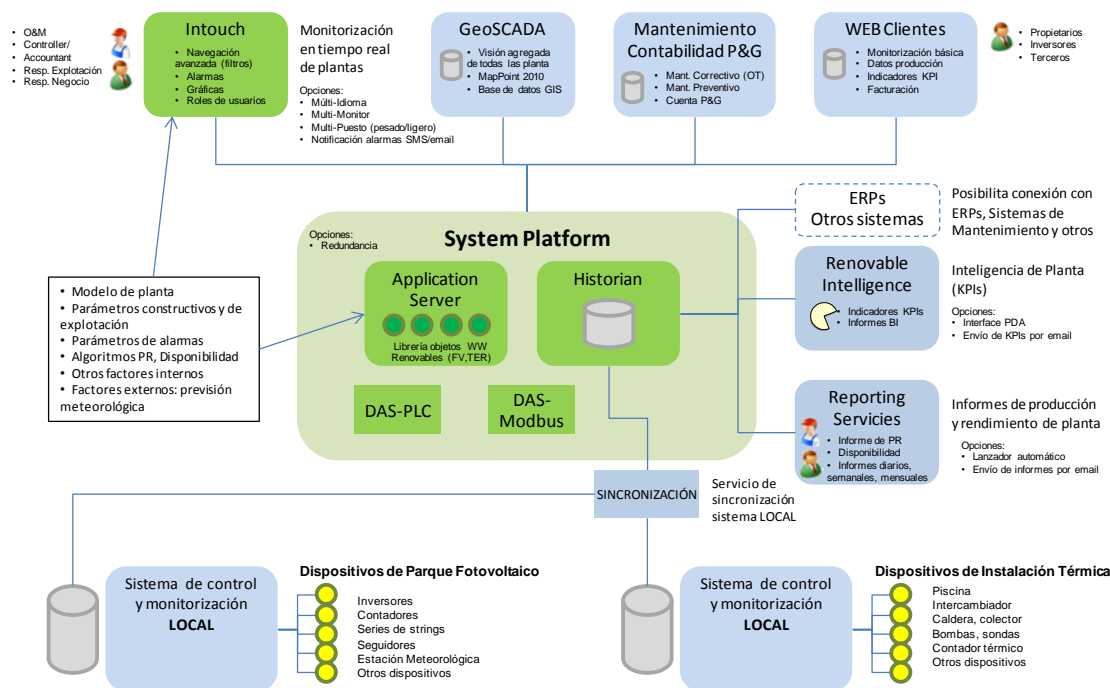 O&M
Controller/
Accountant
Resp. Explotación
Resp. Negocio
Intouch
Navegación
avanzada (filtros)
Alarmas
Gráficas
Roles de usuarios
Monitorización
en tiempo real
de plantas
Opciones:
Múlti-Idioma
Multi-Monitor
Multi-Puesto (pesado/ligero)
Notificación alarmas SMS/email
GeoSCADA
Visión agregada
de todas las planta
MapPoint 2010
Base de datos GIS
Mantenimiento
Contabilidad P&G
Mant. Correctivo (OT)
Mant. Preventivo
Cuenta P&G
WEB Clientes
Monitorización básica
Datos producción
Indicadores KPI
Facturación
Propietarios
Inversores
Terceros
ERPs
Otros sistemas
Posibilita conexión con
ERPs, Sistemas de
Mantenimiento y otros
Opciones:
Redundancia
System Platform
Application
Server
Librería objetos WW
Renovables (FV,TER)
Historian
DAS-PLC
DAS-
Modbus
Renovable
Intelligence
Indicadores KPIs
Informes BI
Inteligencia de Planta
(KPIs)
Opciones:
Interface PDA
Envío de KPIs por email
Modelo de planta
Parámetros constructivos y de
explotación
Parámetros de alarmas
Algoritmos PR, Disponibilidad
Otros factores internos
Factores externos: previsión
meteorológica
Reporting
Servicies
Informe de PR
Disponibilidad
Informes diarios,
semanales, mensuales
Informes de producción
y rendimiento de planta
Opciones:
Lanzador automático
Envío de informes por email
SINCRONIZACIÓN
Servicio de
sincronización
sistema LOCAL
Sistema de control
y monitorización
LOCAL
Dispositivos de Parque Fotovoltaico
Inversores
Contadores
Series de strings
Seguidores
Estación Meteorológica
Otros dispositivos
Sistema de control
y monitorización
LOCAL
Dispositivos de Instalación Térmica
Piscina
Intercambiador
Caldera, colector
Bombas, sondas
Contador térmico
Otros dispositivos